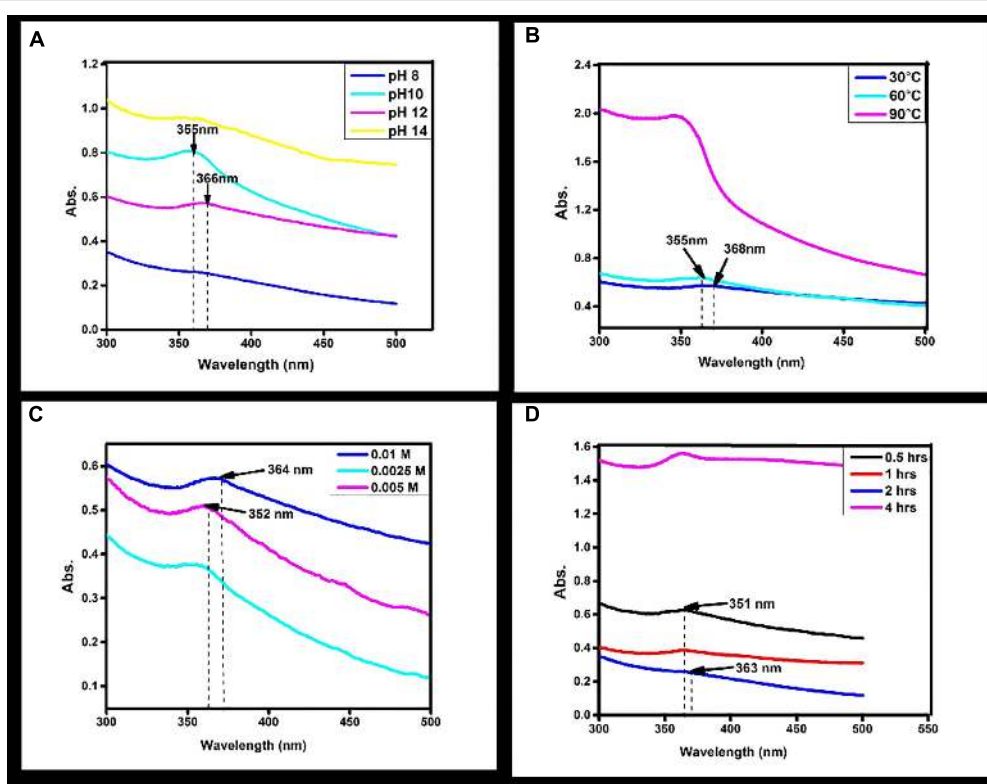 A
1.2
1.0
0.8
0.6
0.4
0.2
0.0
Abs.
pH 8
pH10
pH 12
pH 14
355nm
366nm
300
350
400
450
500
Wavelength (nm)
B
2.4
2.0
1.6
1.2
0.8
0.4
Abs.
30°C
60°C
90°C
355nm
368nm
300
350
400
450
500
Wavelength (nm)
C
0.6
0.5
0.4
0.3
0.2
0.1
Abs.
0.01 M
0.0025 M
0.005 M
364 nm
352 nm
300
350
400
450
500
Wavelength (nm)
D
1.6
1.4
1.2
1.0
0.8
0.6
0.4
0.2
0.0
Abs.
0.5 hrs
1 hrs
2 hrs
4 hrs
351 nm
363 nm
300
350
400
450
500
550
Wavelength (nm)